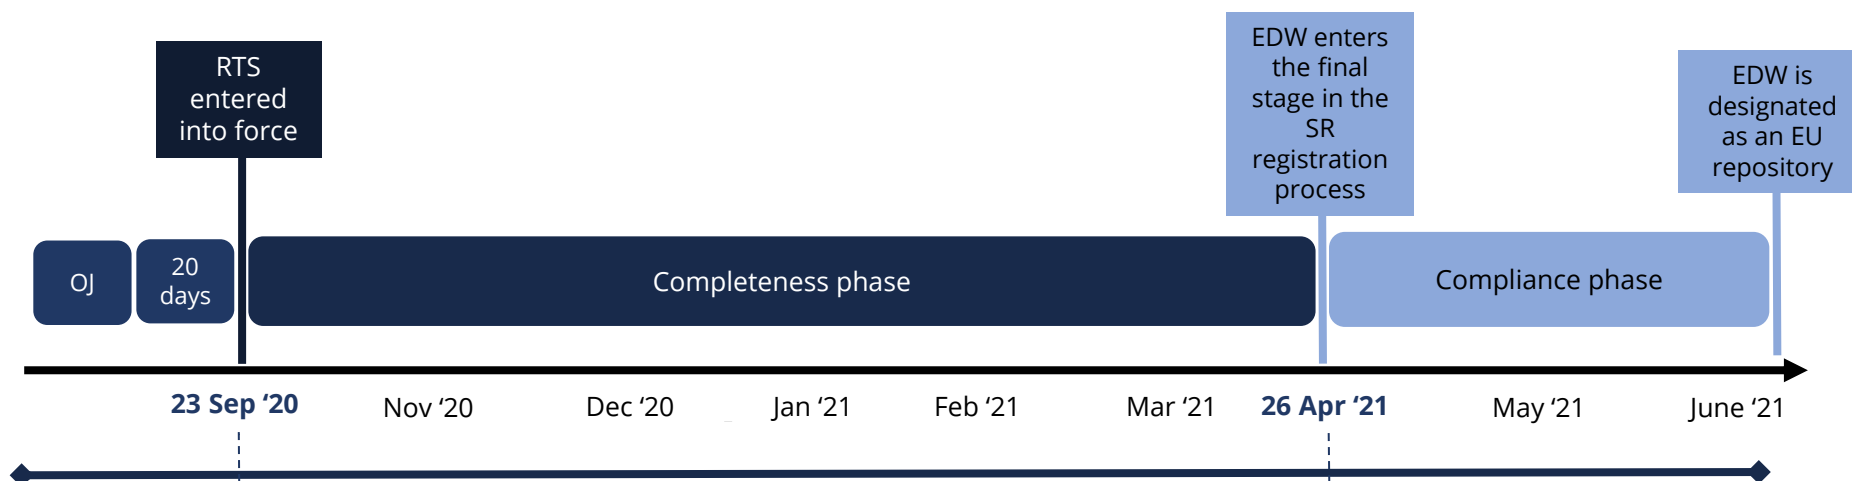 RTS
entered
into force
EDW enters
the final
stage in the
SR
registration
process
EDW is
designated
as an EU
repository
OJ
20
days
Completeness phase
Compliance phase
23 Sep ‘20
Nov ‘20
Dec ‘20
Jan ‘21
Feb ‘21
Mar ‘21
26 Apr ‘21
May ‘21
June ‘21